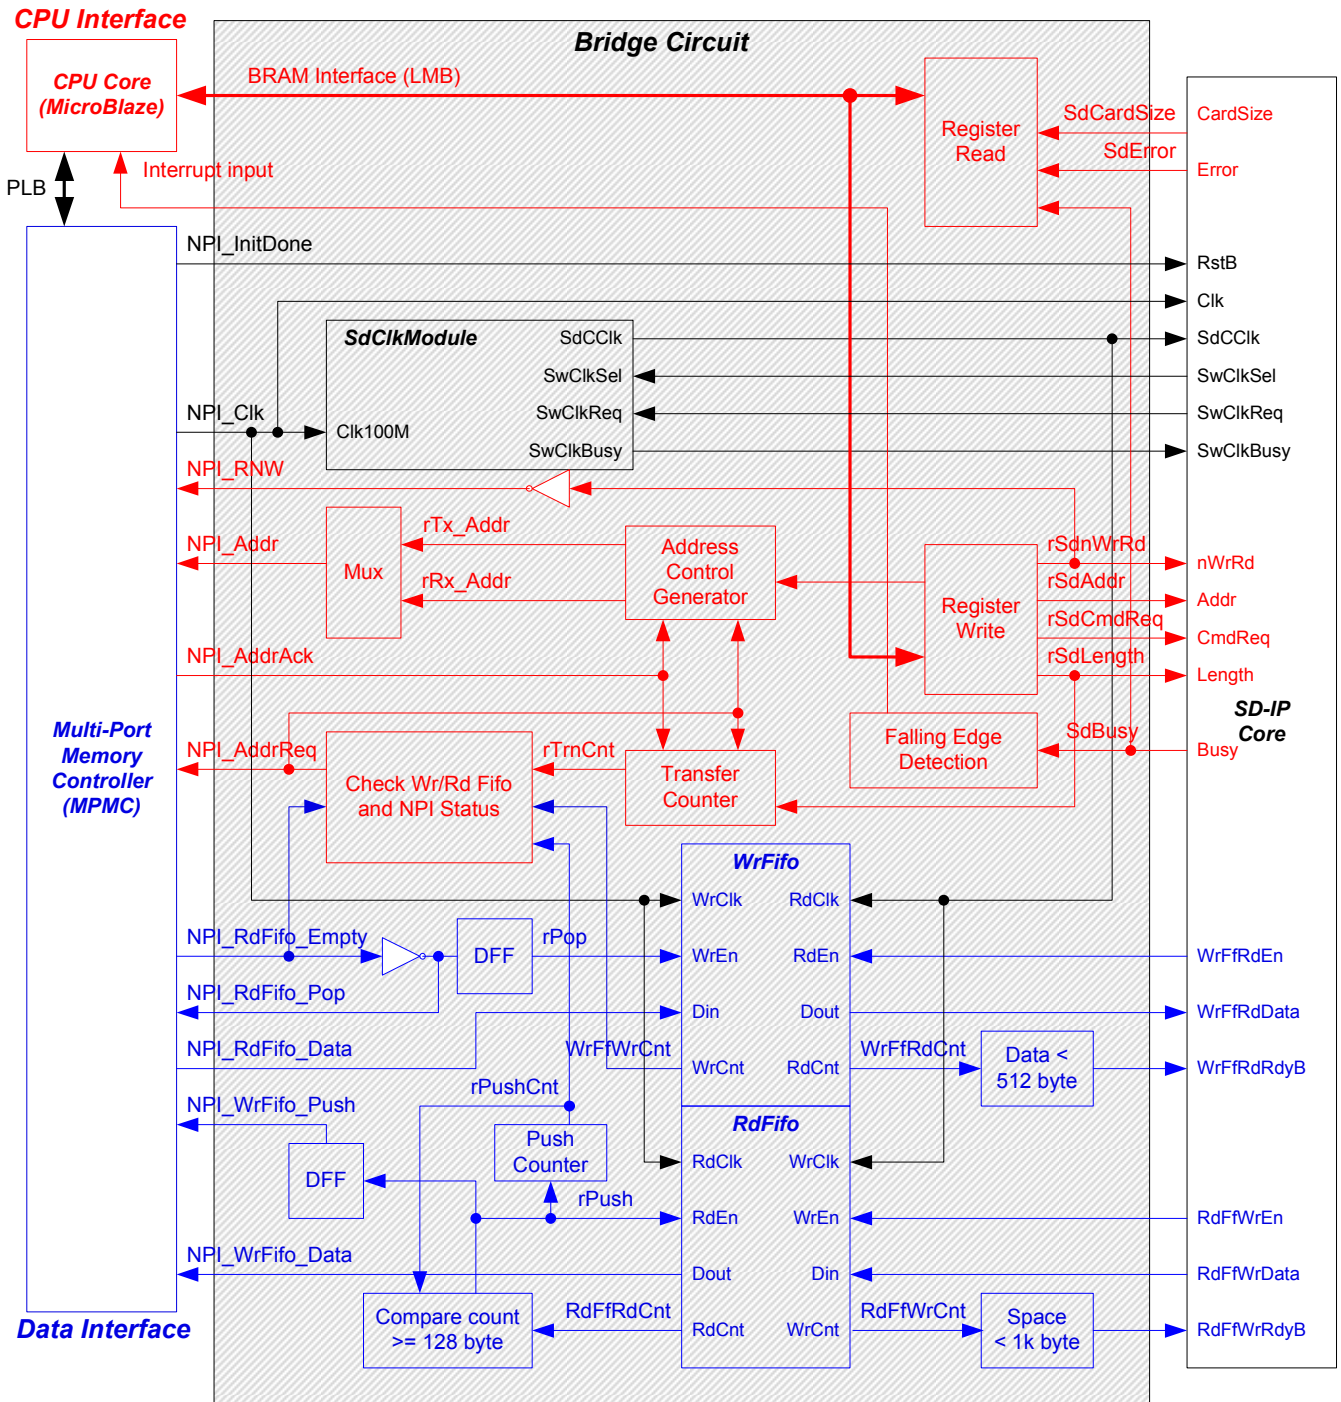 CPU Interface
Bridge Circuit
CPU Core
(MicroBlaze)
BRAM Interface (LMB)
Register
Read
SdCardSize
CardSize
SdError
Error
Interrupt input
PLB
NPI_InitDone
RstB
Clk
SdClkModule
SdCClk
SdCClk
SwClkSel
SwClkSel
NPI_Clk
Clk100M
SwClkReq
SwClkReq
SwClkBusy
SwClkBusy
NPI_RNW
NPI_Addr
Mux
rTx_Addr
rRx_Addr
Address
Control
Generator
Register
Write
rSdnWrRd
nWrRd
rSdAddr
Addr
rSdCmdReq
CmdReq
rSdLength
Length
NPI_AddrAck
SD-IP
Core
Multi-Port
Memory
Controller
(MPMC)
NPI_AddrReq
Check Wr/Rd Fifo
and NPI Status
rTrnCnt
Transfer
Counter
Falling Edge
Detection
SdBusy
Busy
WrFifo
WrClk
RdClk
NPI_RdFifo_Empty
DFF
rPop
WrEn
RdEn
WrFfRdEn
NPI_RdFifo_Pop
Din
Dout
WrFfRdData
NPI_RdFifo_Data
WrFfWrCnt
WrCnt
RdCnt
WrFfRdCnt
Data <
512 byte
WrFfRdRdyB
rPushCnt
NPI_WrFifo_Push
RdFifo
DFF
Push
Counter
RdClk
WrClk
rPush
RdEn
WrEn
RdFfWrEn
NPI_WrFifo_Data
Dout
Din
RdFfWrData
Compare count
>= 128 byte
RdFfRdCnt
RdCnt
WrCnt
RdFfWrCnt
Space
< 1k byte
RdFfWrRdyB
Data Interface